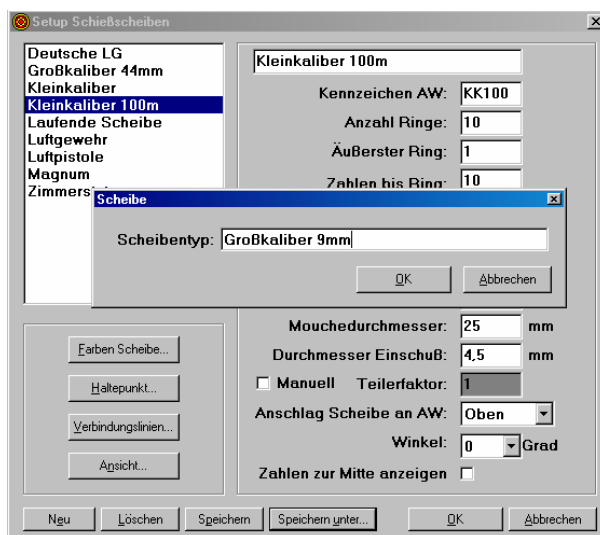 Setup Schießscheiben
Deutsche LG
Großkaliber 44mm
Kleinkaliber
Kleinkaliber 100m
Laufende Scheibe
Luftgewehr
Luftpistole
Magnum
Kleinkaliber 100m
Kennzeichen AW: KK100
Anzahl Ringe: 10
Äußerster Ring: 1
Zahlen bis Ring: 10
Scheibe
Scheibentyp: Großkaliber 9mm
OK Abbrechen
Mouchedurchmesser: 25 mm
Durchmesser Einschuß: 4,5 mm
Manuell Teilerfaktor: 1
Anschlag Scheibe an AW: Oben
Winkel: 0 Grad
Zahlen zur Mitte anzeigen
Farben Scheibe...
Haltepunkt...
Verbindungslinien...
Ansicht...
Neu Löschen Speichern Speichern unter... OK Abbrechen